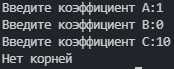 Введите коэффициент А:1
Введите коэффициент В:0
Введите коэффициент С:10
Нет корней